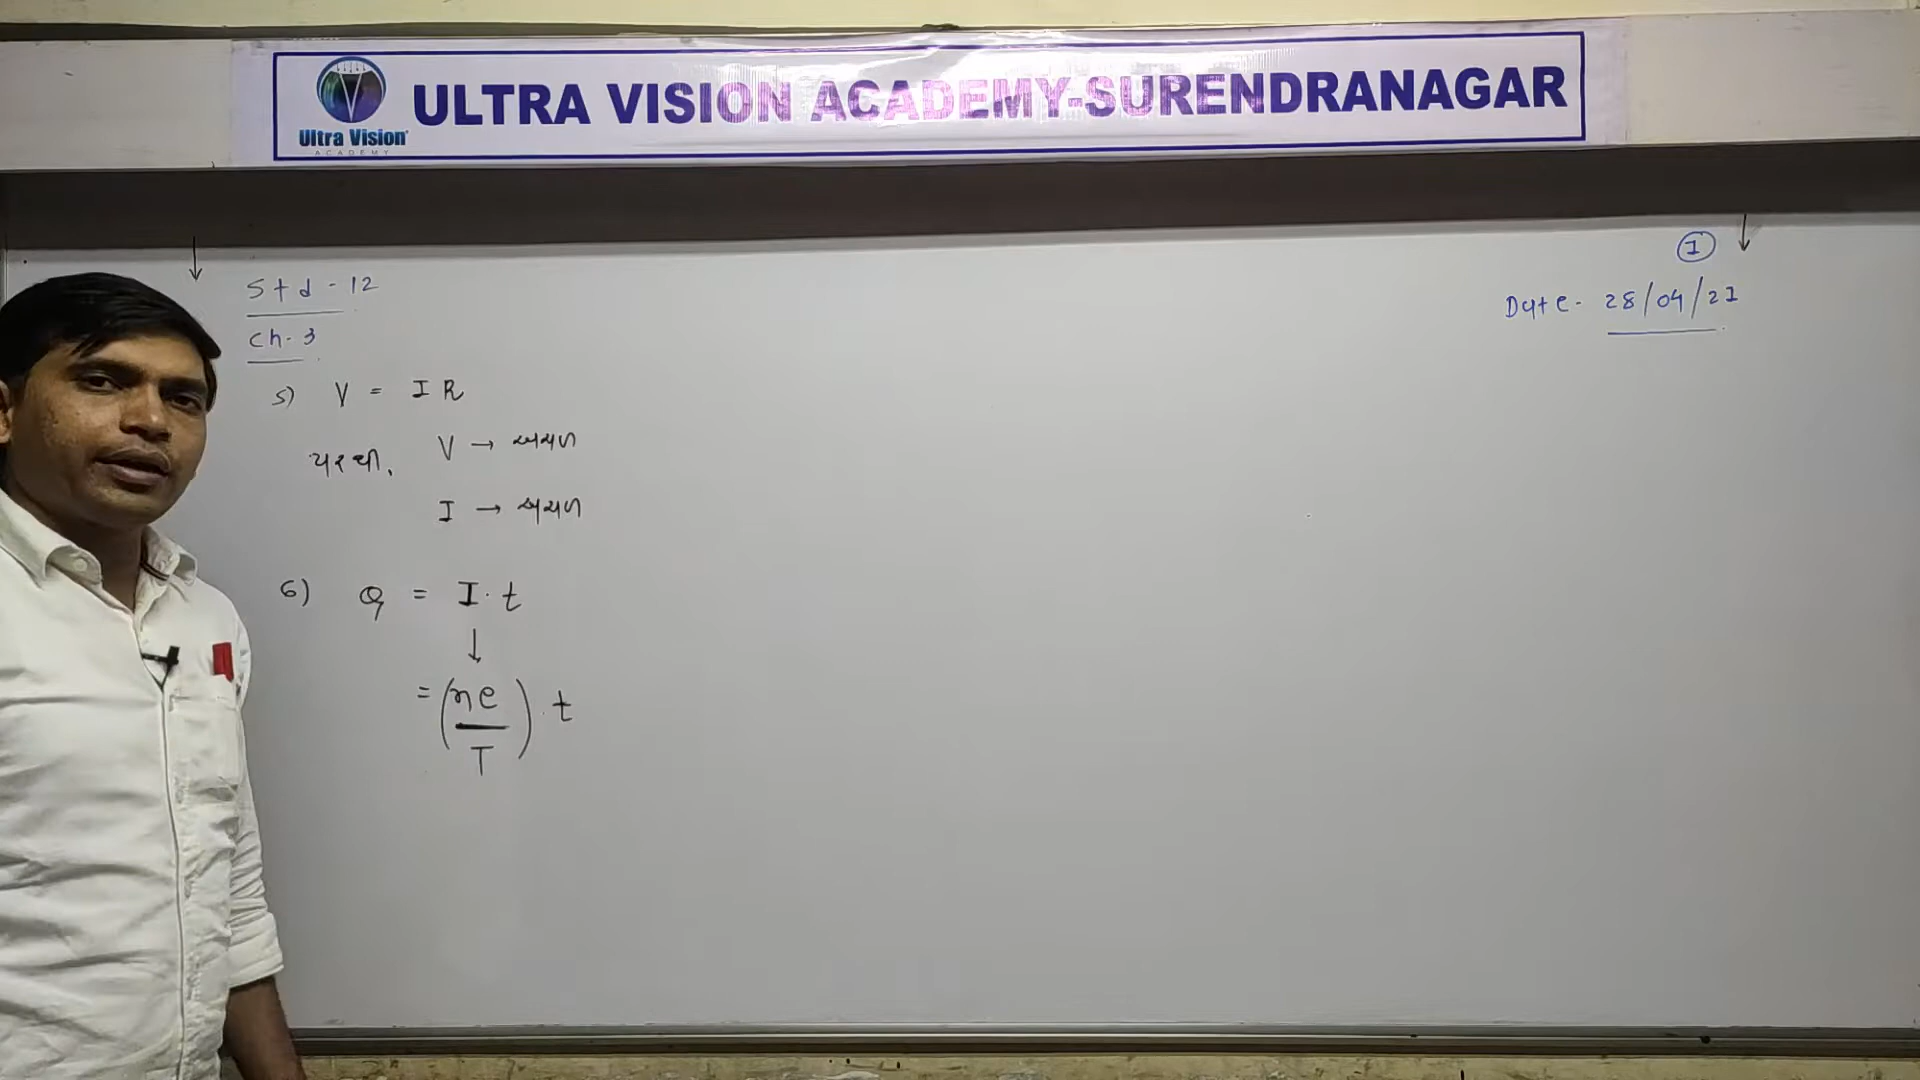 ULTRA VISION ACADEMY-SURENDRANAGAR
Ultra Vision
ACADEMY
1
Std - 12
Date - 28/04/21
Ch-3
5) V = IR
પરથી, V → અચળ
I → અચળ
6) Q = I · t
↓
= (ne/T) · t